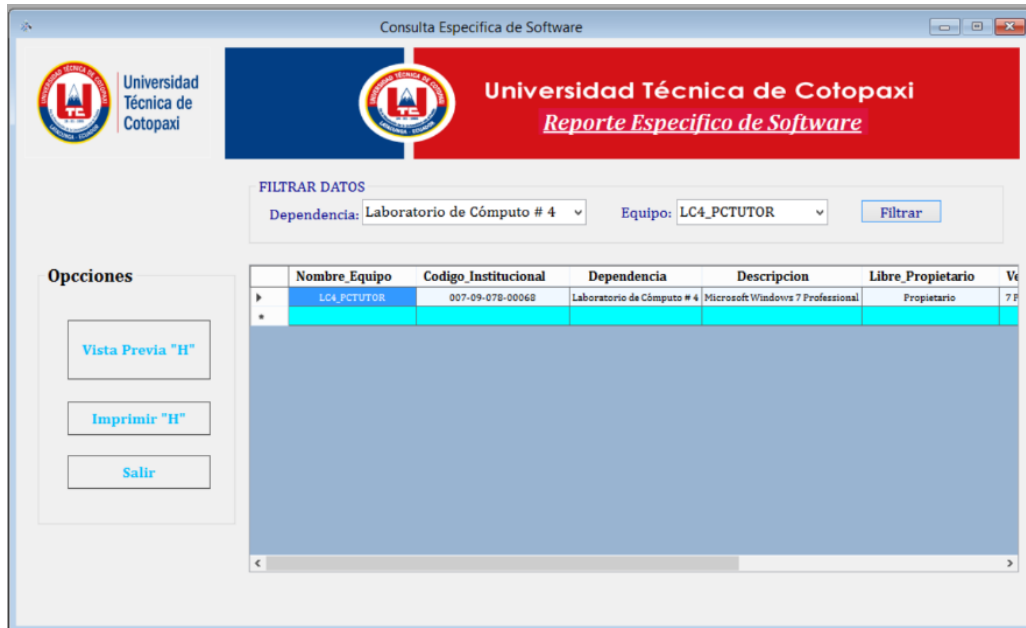 Consulta Especifica de Software
Universidad
Técnica de
Cotopaxi
Universidad Técnica de Cotopaxi
Reporte Especifico de Software
FILTRAR DATOS
Dependencia: Laboratorio de Cómputo # 4 Equipo: LC4_PCTUTOR Filtrar
Opcciones
Vista Previa "H"
Imprimir "H"
Salir
Nombre_Equipo Codigo_Institucional Dependencia Descripcion Libre_Propietario Ve
LC4_PCTUTOR 007-09-078-00068 Laboratorio de Cómputo # 4 Microsoft Windows 7 Professional Propietario 7 P